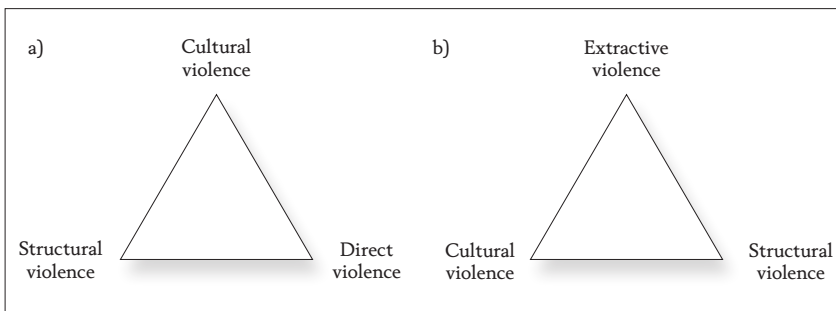 a)
Cultural
violence
Structural
violence
Direct
violence
b)
Extractive
violence
Cultural
violence
Structural
violence